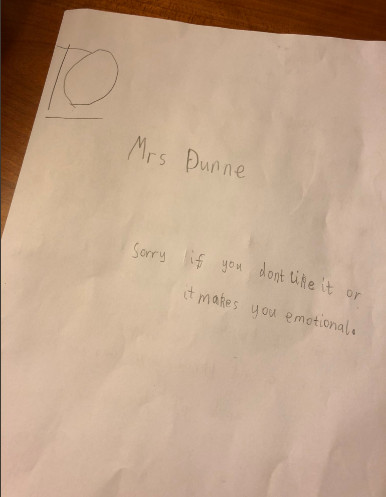 TO
Mrs Dunne
Sorry if you dont like it or
it makes you emotional.